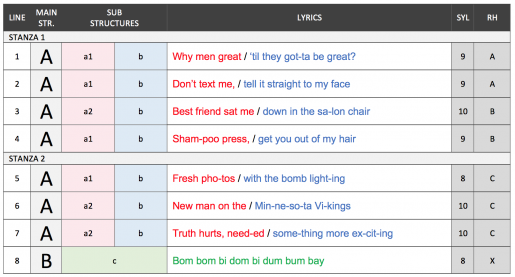 LINE MAIN STR. SUB STRUCTURES LYRICS SYL RH
STANZA 1
1 A a1 b Why men great / 'til they got-ta be great? 9 A
2 A a1 b Don't text me, / tell it straight to my face 9 A
3 A a2 b Best friend sat me / down in the sa-lon chair 10 B
4 A a1 b Sham-poo press, / get you out of my hair 9 B
STANZA 2
5 A a1 b Fresh pho-tos / with the bomb light-ing 8 C
6 A a2 b New man on the / Min-ne-so-ta Vi-kings 10 C
7 A a2 b Truth hurts, need-ed / some-thing more ex-cit-ing 10 C
8 B c Bom bom bi dom bi dum bum bay 8 X